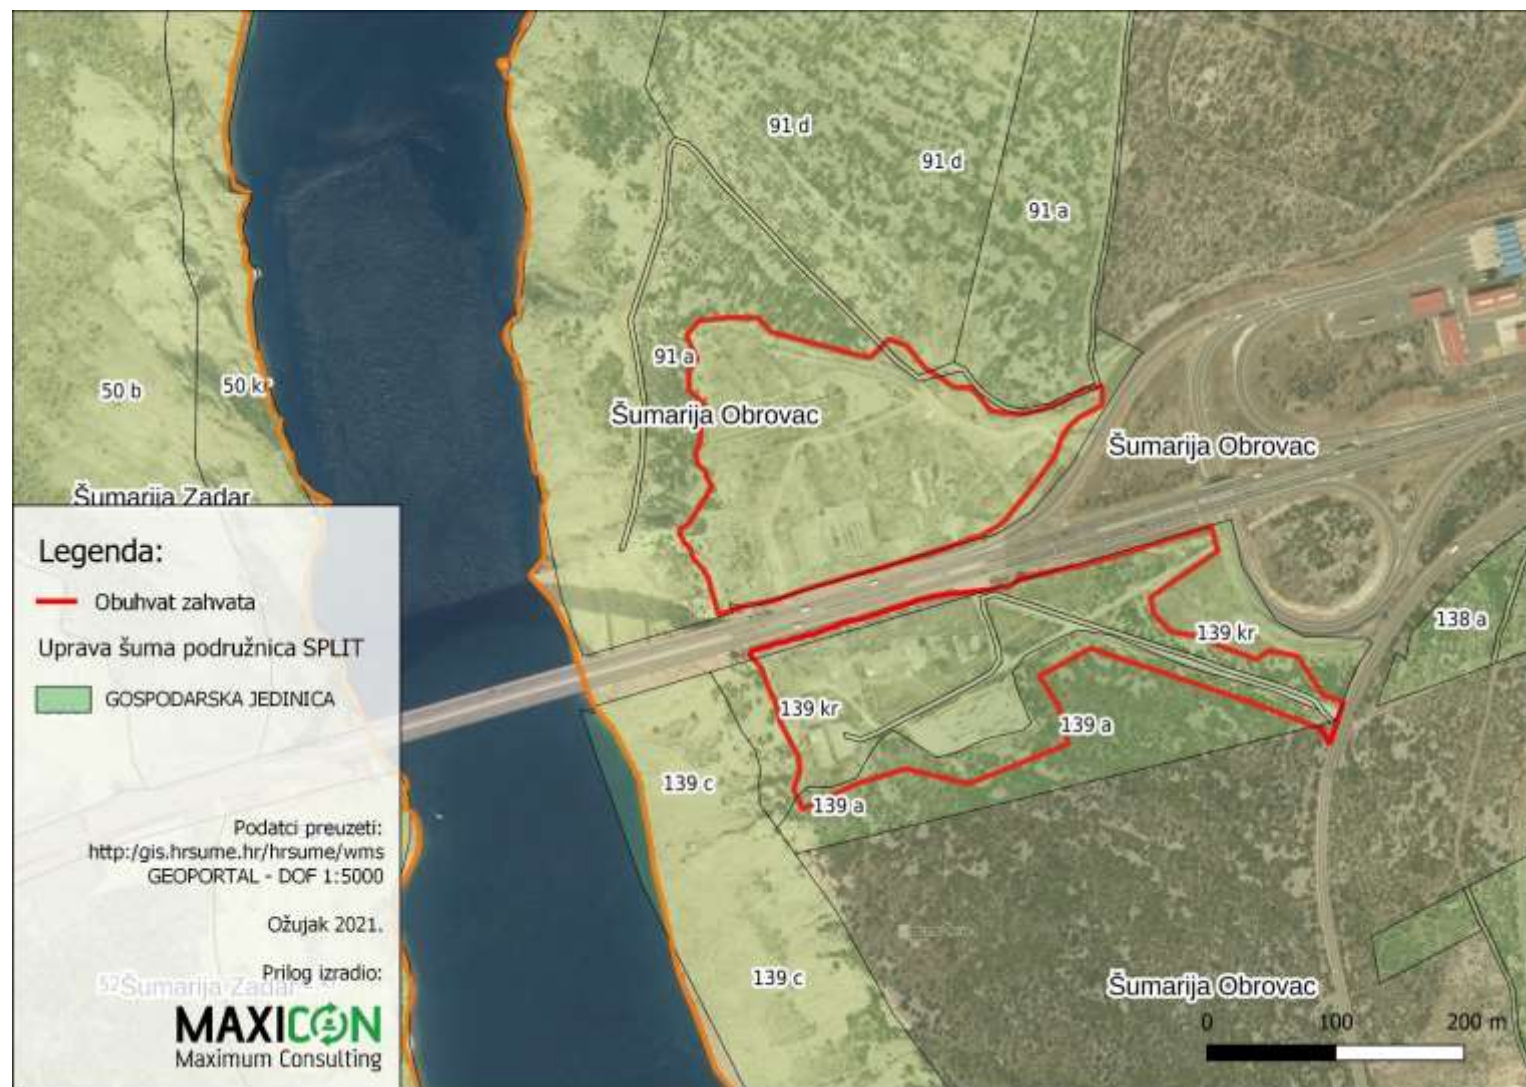 91 d
91 d
91 a
91 a
50 b
50 kr
Šumarija Obrovac
Šumarija Obrovac
Šumarija Zadar
Legenda:
Obuhvat zahvata
Uprava šuma podružnica SPLIT
GOSPODARSKA JEDINICA
138 a
139 kr
139 kr
139 a
139 a
139 c
139 c
Podatci preuzeti:
http:/gis.hrsume.hr/hrsume/wms
GEOPORTAL - DOF 1:5000
Ožujak 2021.
Prilog izradio:
Šumarija Zadar
MAXICON
Maximum Consulting
Šumarija Obrovac
0 100 200 m